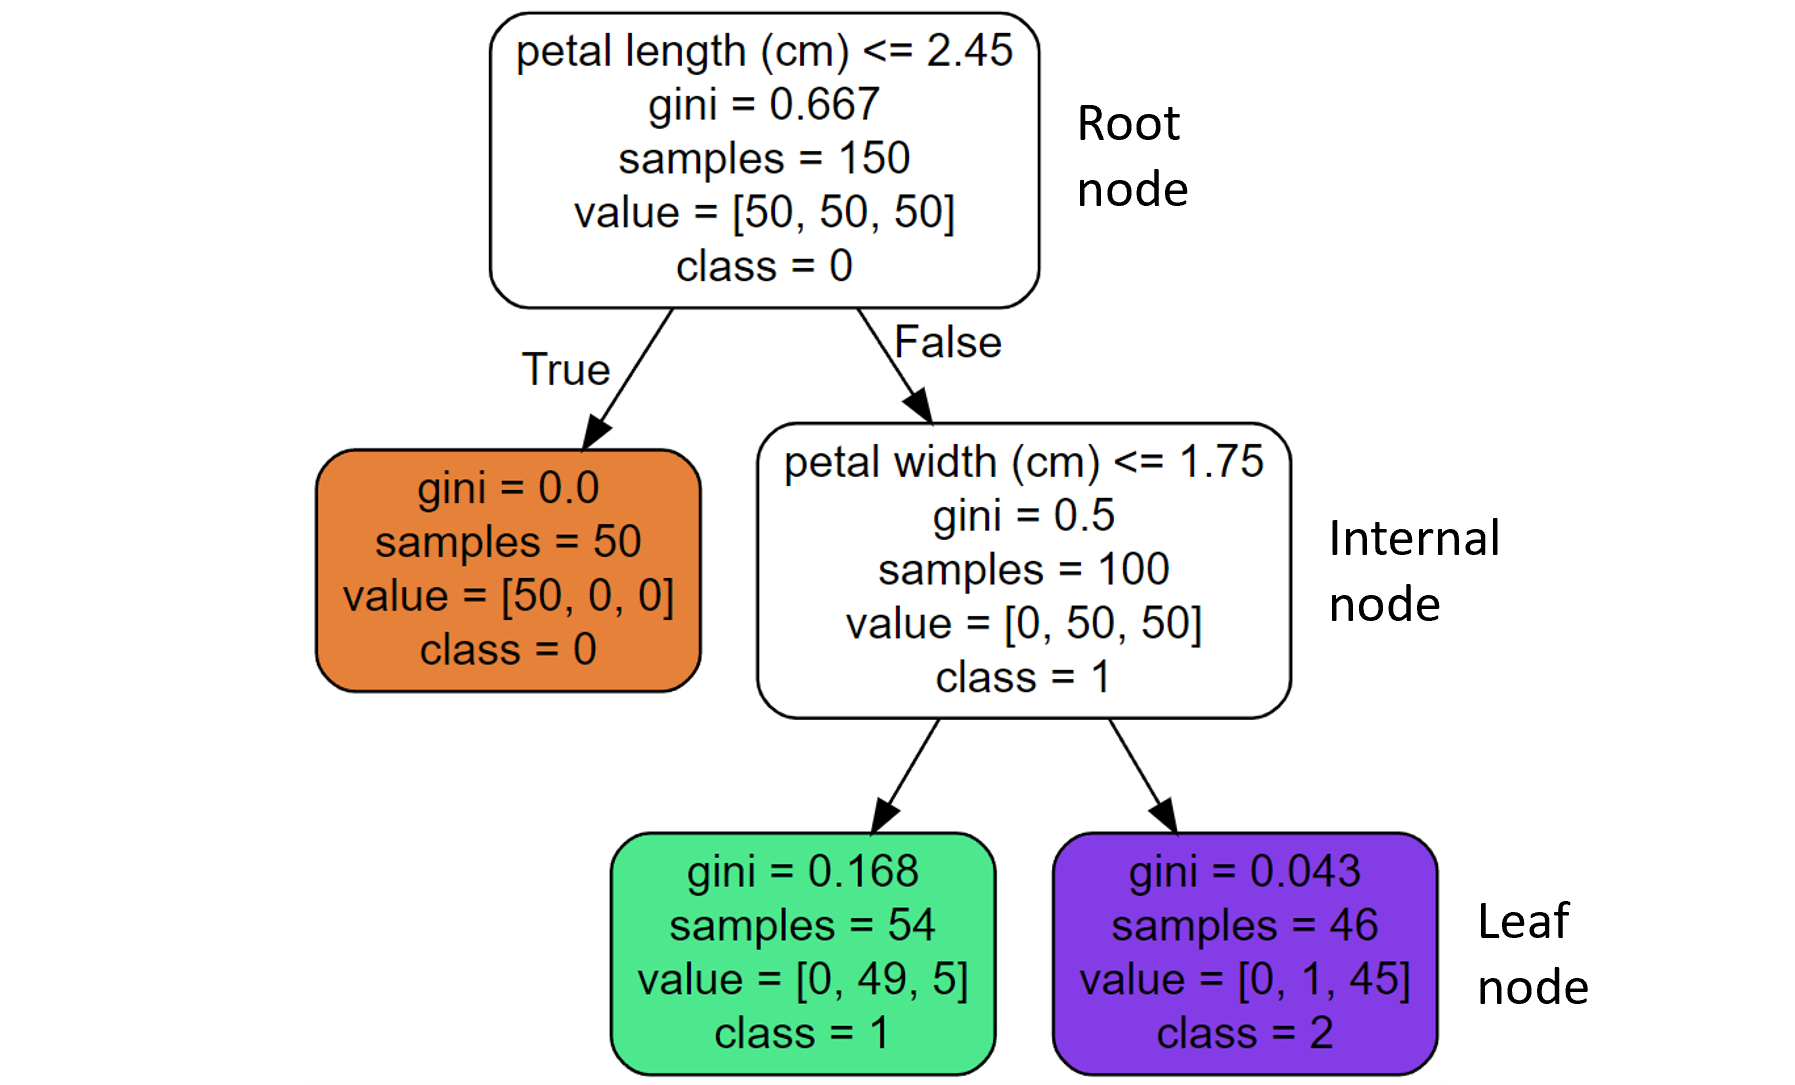 petal length (cm) <= 2.45
gini = 0.667
samples = 150
value = [50, 50, 50]
class = 0
Root
node
True
False
gini = 0.0
samples = 50
value = [50, 0, 0]
class = 0
petal width (cm) <= 1.75
gini = 0.5
samples = 100
value = [0, 50, 50]
class = 1
Internal
node
gini = 0.168
samples = 54
value = [0, 49, 5]
class = 1
gini = 0.043
samples = 46
value = [0, 1, 45]
class = 2
Leaf
node